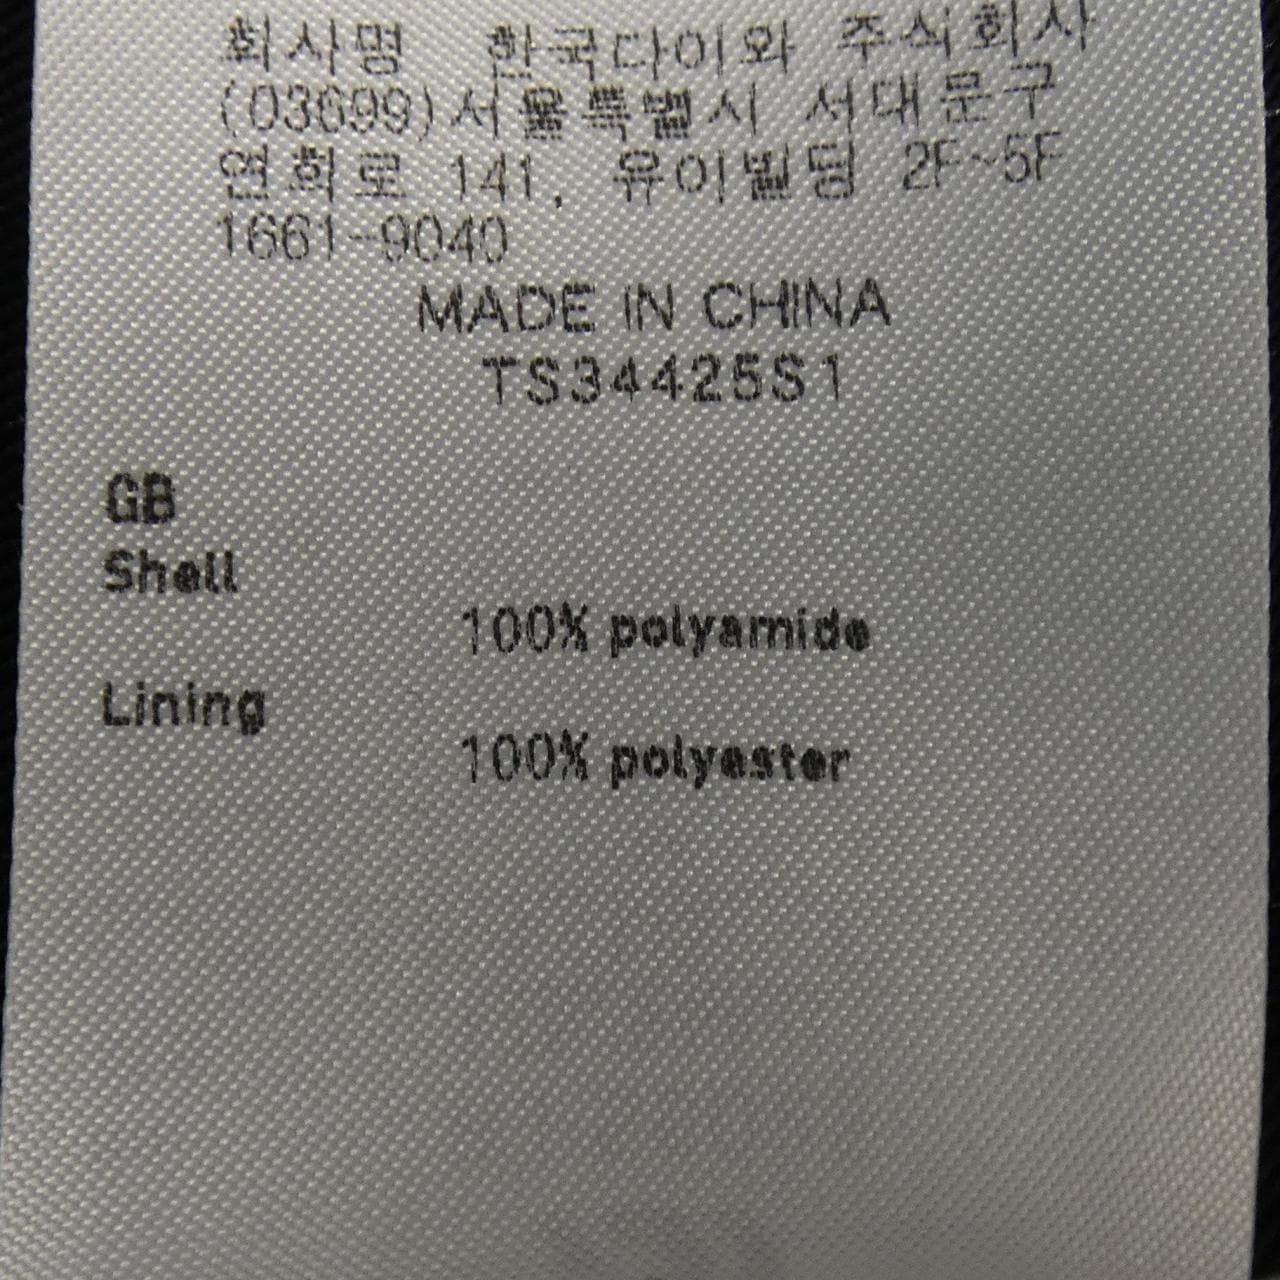 회사명 한국다이와 주식회사
(03699)서울특별시 서대문구
연희로 141, 유이빌딩 2F~5F
1661-9040
MADE IN CHINA
TS34425S1
GB
Shell
100% polyamide
Lining
100% polyester